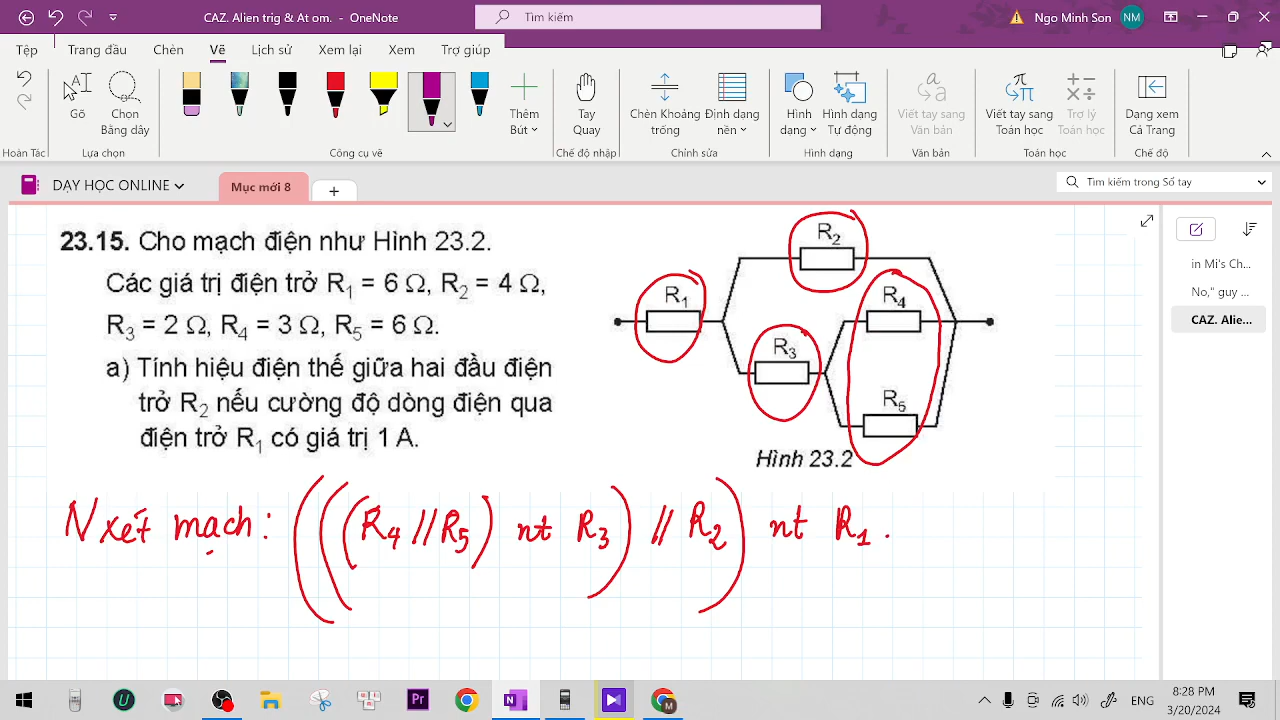 CAZ. Alien... - OneNote
Tìm kiếm
Ngo Minh Son
NM
Tệp
Trang đầu
Chèn
Vẽ
Lịch sử
Xem lại
Xem
Trợ giúp
Gõ
Chọn Bằng dây
Thêm Bút
Tay Quay
Chèn Khoảng trống
Định dạng nền
Hình dạng
Hình dạng Tự động
Viết tay sang Văn bản
Viết tay sang Toán học
Trợ lý Toán học
Dạng xem Cả Trang
Hoàn Tác
Lựa chọn
Công cụ vẽ
Chế độ nhập
Chỉnh sửa
Hình dạng
Văn bản
Toán học
Chế độ
DẠY HỌC ONLINE
Mục mới 8
+
Tìm kiếm trong Sổ tay
23.15. Cho mạch điện như Hình 23.2.
Các giá trị điện trở R₁ = 6 Ω, R₂ = 4 Ω,
R₃ = 2 Ω, R₄ = 3 Ω, R₅ = 6 Ω.
a) Tính hiệu điện thế giữa hai đầu điện
trở R₂ nếu cường độ dòng điện qua
điện trở R₁ có giá trị 1 A.
R₂
R₁
R₄
R₃
R₅
Hình 23.2
in Mi's Ch...
No," guy ...
CAZ. Alie...
Nxét mạch: (((R₄ // R₅) nt R₃) // R₂) nt R₁.
ENG
8:28 PM
3/20/2024